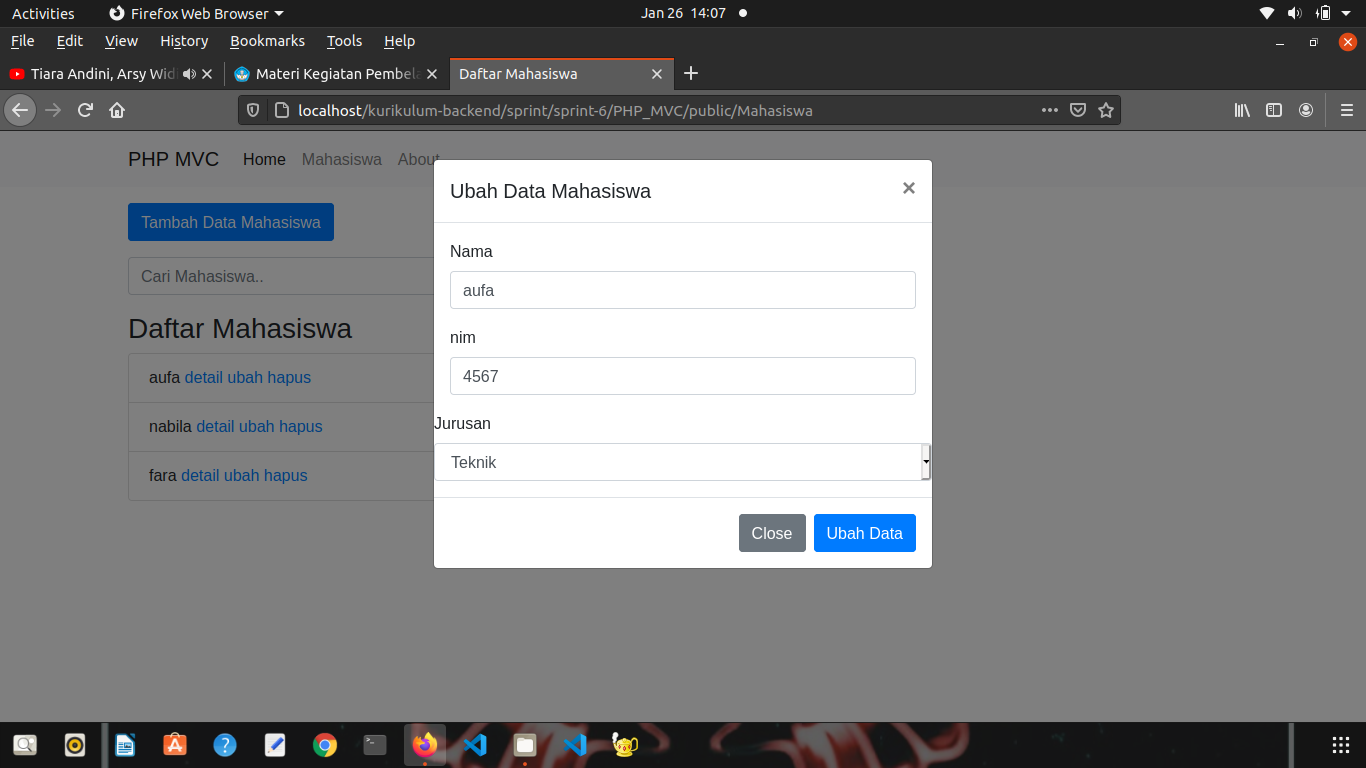 Activities Firefox Web Browser Jan 26 14:07
File Edit View History Bookmarks Tools Help
Tiara Andini, Arsy Widi Materi Kegiatan Pembela Daftar Mahasiswa
localhost/kurikulum-backend/sprint/sprint-6/PHP_MVC/public/Mahasiswa
PHP MVC Home Mahasiswa About
Ubah Data Mahasiswa ×
Tambah Data Mahasiswa
Nama
Cari Mahasiswa..
aufa
Daftar Mahasiswa
nim
aufa detail ubah hapus
4567
nabila detail ubah hapus
Jurusan
Teknik
fara detail ubah hapus
Close Ubah Data